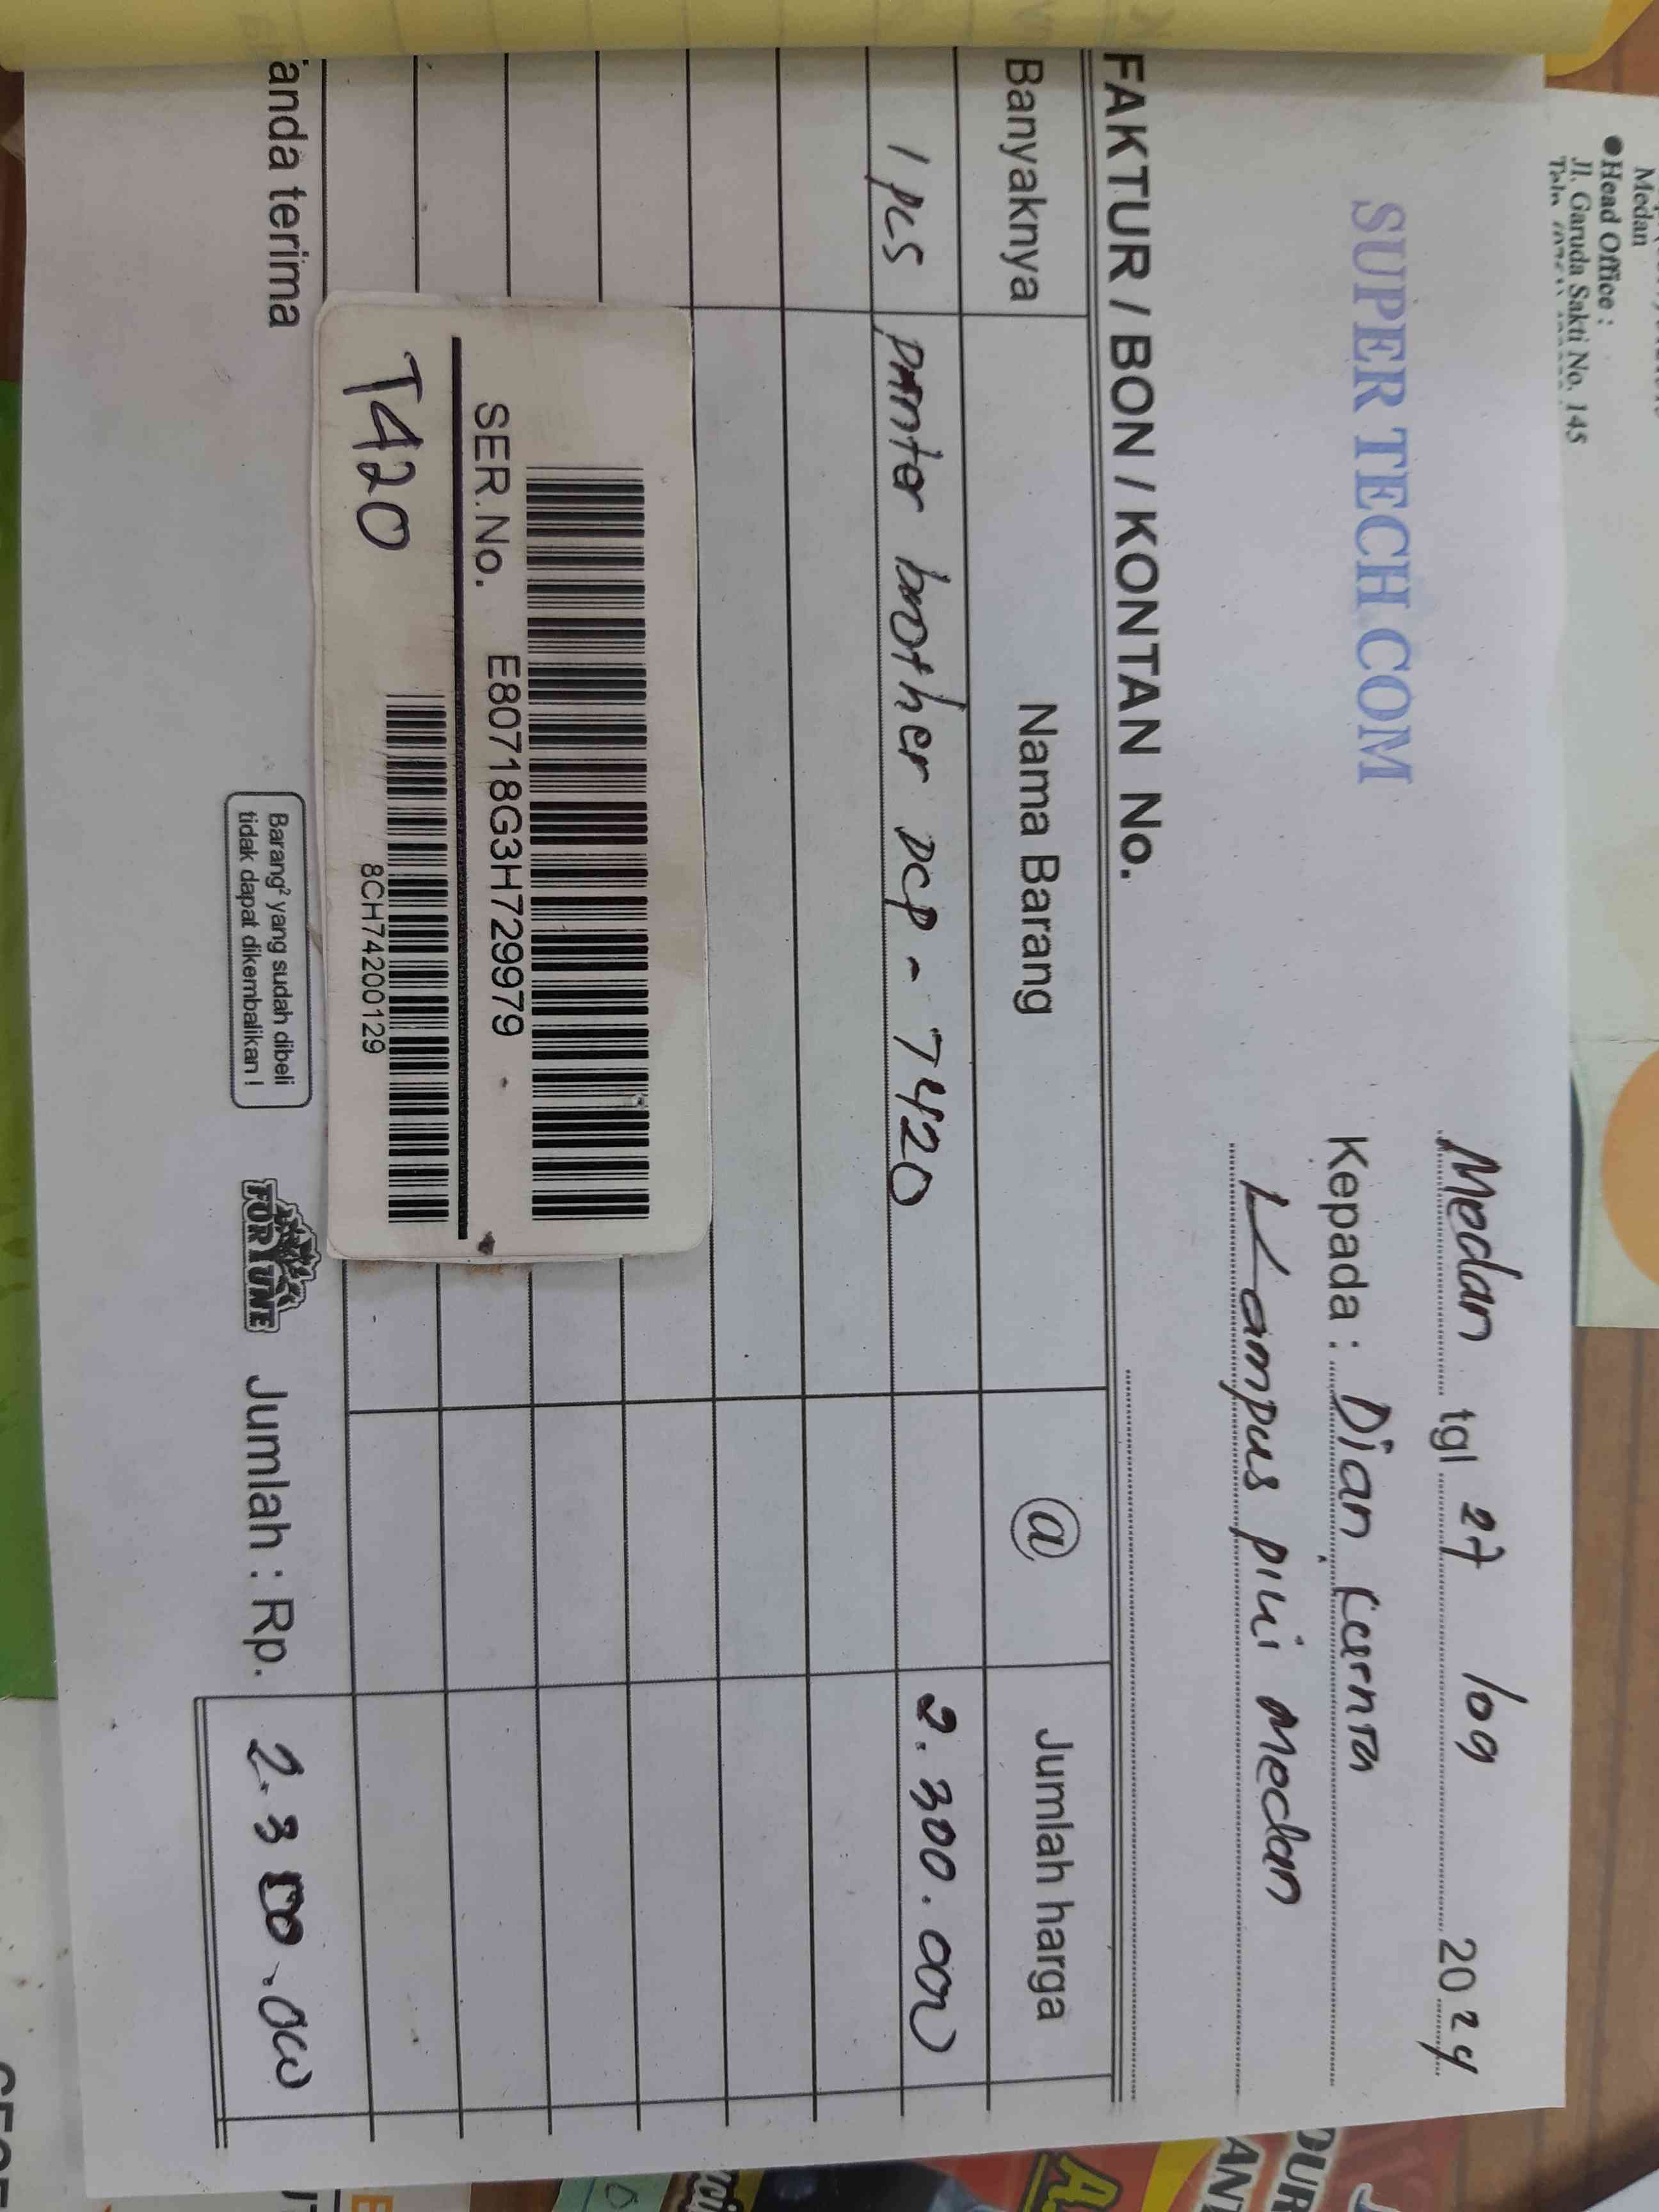 Medan
● Head Office :
Jl. Garuda Sakti No. 145
SUPER TECH.COM
Medan tgl 27 /09 2024
Kepada : Dian Kurnia
Kampus piui medan
FAKTUR / BON / KONTAN No.
Banyaknya Nama Barang @ Jumlah harga
1 pcs printer brother DCP - T420 2.300.000
SER.No. E80718G3H729979
T420 8CH74200129
anda terima
Barang² yang sudah dibeli
tidak dapat dikembalikan !
FORTUNE
Jumlah : Rp. 2.300.000